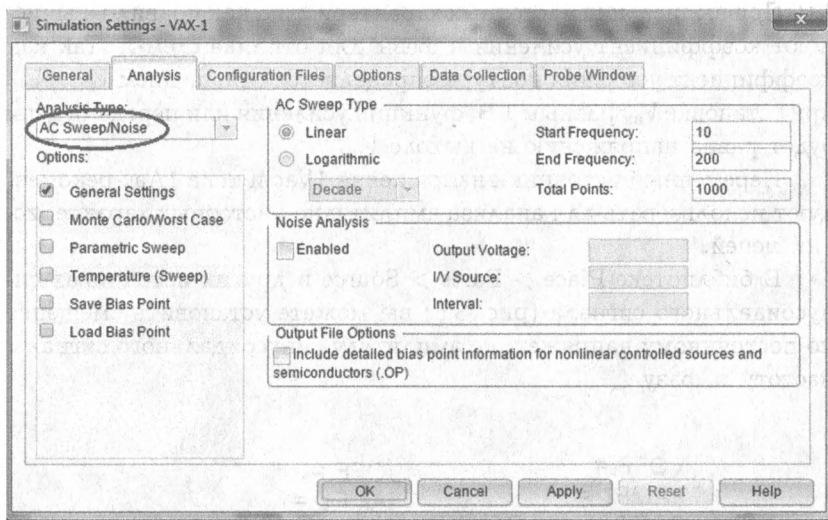 Simulation Settings - VAX-1
General
Analysis
Configuration Files
Options
Data Collection
Probe Window
Analysis Type:
AC Sweep/Noise
Options:
General Settings
Monte Carlo/Worst Case
Parametric Sweep
Temperature (Sweep)
Save Bias Point
Load Bias Point
AC Sweep Type
Linear
Logarithmic
Decade
Start Frequency: 10
End Frequency: 200
Total Points: 1000
Noise Analysis
Enabled
Output Voltage:
I/V Source:
Interval:
Output File Options
Include detailed bias point information for nonlinear controlled sources and
semiconductors (.OP)
OK
Cancel
Apply
Reset
Help